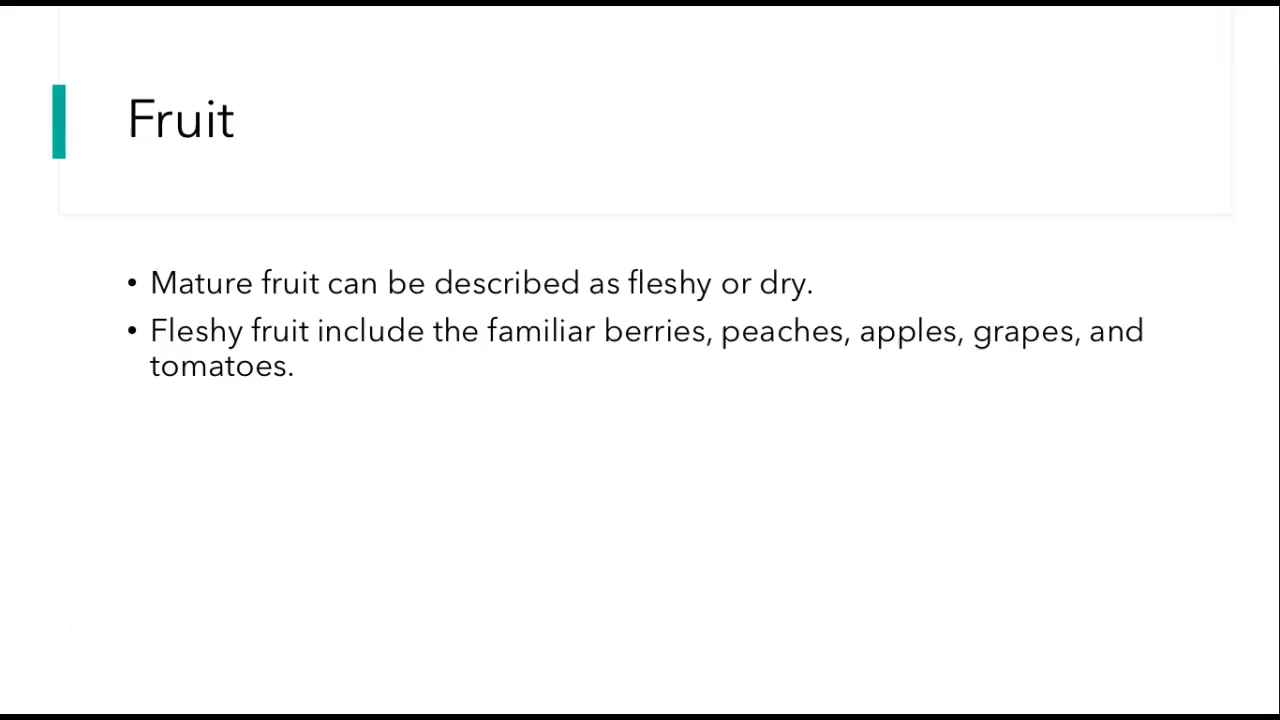 Fruit
• Mature fruit can be described as fleshy or dry.
• Fleshy fruit include the familiar berries, peaches, apples, grapes, and
tomatoes.